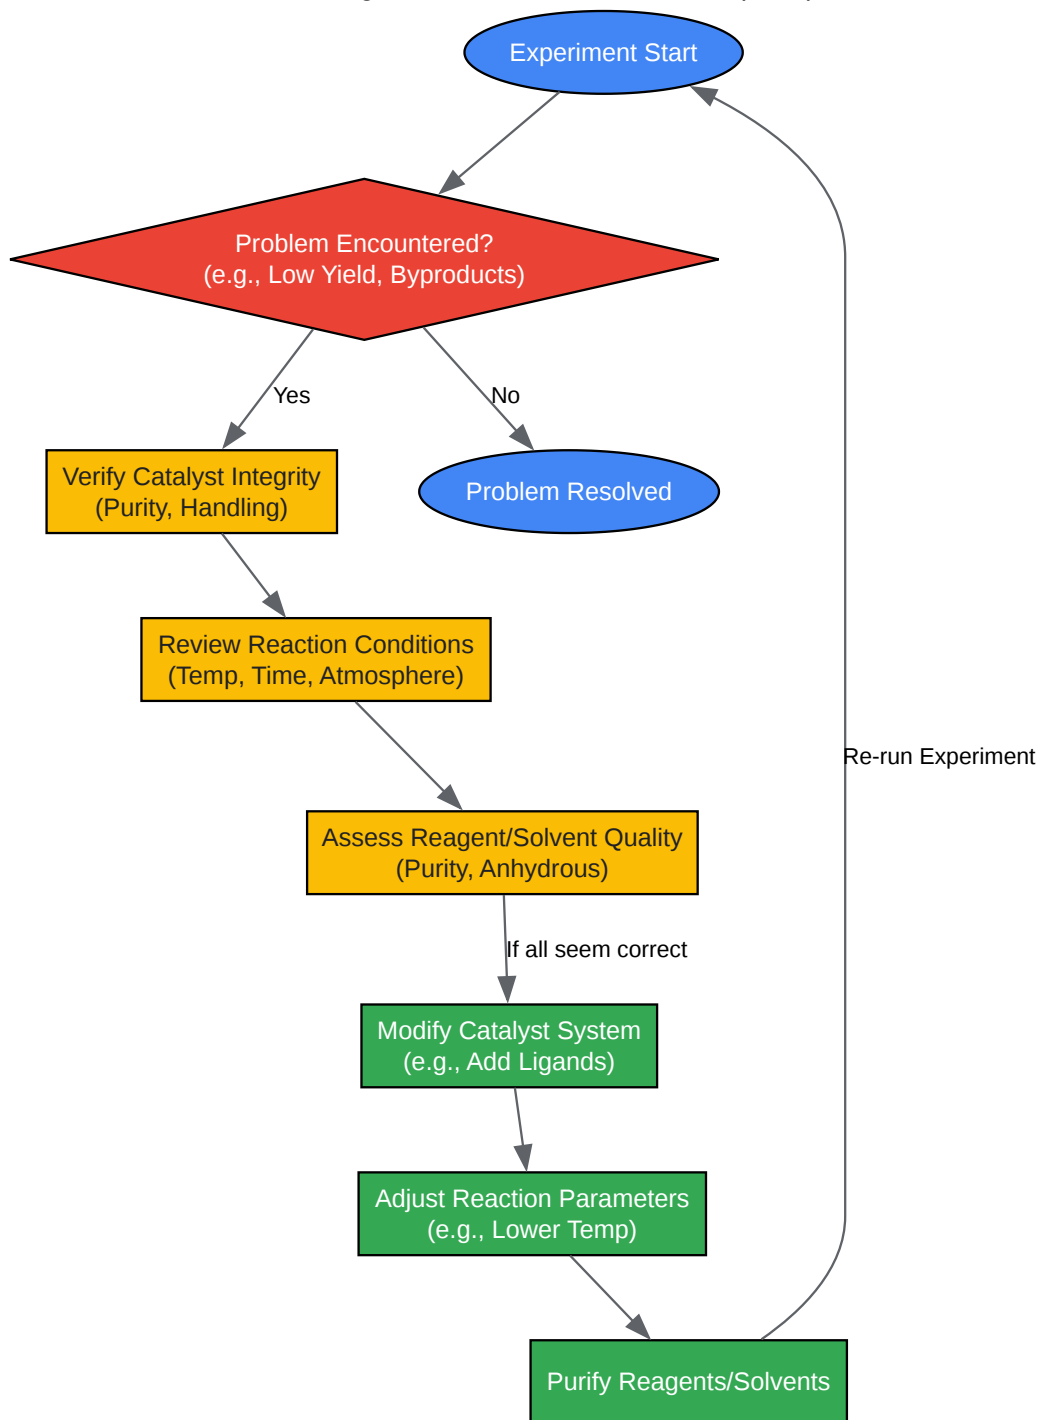 Experiment Start
Problem Encountered?
(e.g., Low Yield, Byproducts)
Yes
No
Verify Catalyst Integrity
(Purity, Handling)
Problem Resolved
Review Reaction Conditions
(Temp, Time, Atmosphere)
Re-run Experiment
Assess Reagent/Solvent Quality
(Purity, Anhydrous)
If all seem correct
Modify Catalyst System
(e.g., Add Ligands)
Adjust Reaction Parameters
(e.g., Lower Temp)
Purify Reagents/Solvents